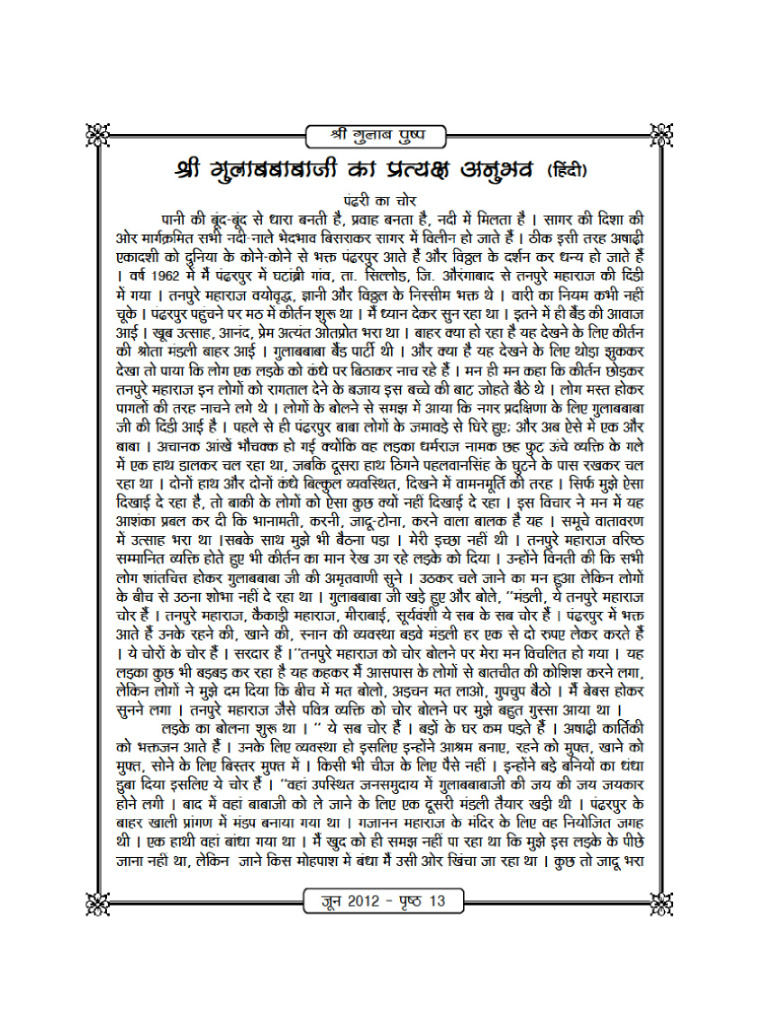 श्री गुलाब पुष्प
श्री गुलाबबाबाजी का प्रत्यक्ष अनुभव (हिंदी)
पंढरी का चोर
पानी की बूंद-बूंद से धारा बनती है, प्रवाह बनता है, नदी में मिलता है । सागर की दिशा की
ओर मार्गक्रमित सभी नदी-नाले भेदभाव बिसराकर सागर में विलीन हो जाते हैं । ठीक इसी तरह अषाढ़ी
एकादशी को दुनिया के कोने-कोने से भक्त पंढरपुर आते हैं और विठ्ठल के दर्शन कर धन्य हो जाते हैं
। वर्ष 1962 में मैं पंढरपुर में घटांब्री गांव, ता. सिल्लोड, जि. औरंगाबाद से तनपुरे महाराज की दिंडी
में गया । तनपुरे महाराज वयोवृद्ध, ज्ञानी और विठ्ठल के निस्सीम भक्त थे । वारी का नियम कभी नहीं
चूके । पंढरपुर पहुंचने पर मठ में कीर्तन शुरू था । मैं ध्यान देकर सुन रहा था । इतने में ही बैंड की आवाज
आई । खूब उत्साह, आनंद, प्रेम अत्यंत ओतप्रोत भरा था । बाहर क्या हो रहा है यह देखने के लिए कीर्तन
की श्रोता मंडली बाहर आई । गुलाबबाबा बैंड पार्टी थी । और क्या है यह देखने के लिए थोड़ा झुककर
देखा तो पाया कि लोग एक लड़के को कंधे पर बिठाकर नाच रहे हैं । मन ही मन कहा कि कीर्तन छोड़कर
तनपुरे महाराज इन लोगों को रागताल देने के बजाय इस बच्चे की बाट जोहते बैठे थे । लोग मस्त होकर
पागलों की तरह नाचने लगे थे । लोगों के बोलने से समझ में आया कि नगर प्रदक्षिणा के लिए गुलाबबाबा
जी की दिंडी आई है । पहले से ही पंढरपुर बाबा लोगों के जमावड़े से घिरे हुए; और अब ऐसे में एक और
बाबा । अचानक आंखें भौचक्क हो गई क्योंकि वह लड़का धर्मराज नामक छह फुट ऊंचे व्यक्ति के गले
में एक हाथ डालकर चल रहा था, जबकि दूसरा हाथ ठिगने पहलवानसिंह के घुटने के पास रखकर चल
रहा था । दोनों हाथ और दोनों कंधे बिल्कुल व्यवस्थित, दिखने में वामनमूर्ति की तरह । सिर्फ मुझे ऐसा
दिखाई दे रहा है, तो बाकी के लोगों को ऐसा कुछ क्यों नहीं दिखाई दे रहा । इस विचार ने मन में यह
आशंका प्रबल कर दी कि भानामती, करनी, जादू-टोना, करने वाला बालक है यह । समूचे वातावरण
में उत्साह भरा था ।सबके साथ मुझे भी बैठना पड़ा । मेरी इच्छा नहीं थी । तनपुरे महाराज वरिष्ठ
सम्मानित व्यक्ति होते हुए भी कीर्तन का मान रेख उग रहे लड़के को दिया । उन्होंने विनती की कि सभी
लोग शांतचित्त होकर गुलाबबाबा जी की अमृतवाणी सुने । उठकर चले जाने का मन हुआ लेकिन लोगों
के बीच से उठना शोभा नहीं दे रहा था । गुलाबबाबा जी खड़े हुए और बोले, ‘‘मंडली, ये तनपुरे महाराज
चोर हैं । तनपुरे महाराज, कैकाड़ी महाराज, मीराबाई, सूर्यवंशी ये सब के सब चोर हैं । पंढरपुर में भक्त
आते हैं उनके रहने की, खाने की, स्नान की व्यवस्था बडवे मंडली हर एक से दो रुपए लेकर करते हैं
। ये चोरों के चोर हैं । सरदार हैं ।‘‘तनपुरे महाराज को चोर बोलने पर मेरा मन विचलित हो गया । यह
लड़का कुछ भी बड़बड़ कर रहा है यह कहकर मैं आसपास के लोगों से बातचीत की कोशिश करने लगा,
लेकिन लोगों ने मुझे दम दिया कि बीच में मत बोलो, अड़चन मत लाओ, गुपचुप बैठो । मैं बेबस होकर
सुनने लगा । तनपुरे महाराज जैसे पवित्र व्यक्ति को चोर बोलने पर मुझे बहुत गुस्सा आया था ।
लड़के का बोलना शुरू था । ‘‘ ये सब चोर हैं । बड़ों के घर कम पड़ते हैं । अषाढ़ी कार्तिकी
को भक्तजन आते हैं । उनके लिए व्यवस्था हो इसलिए इन्होंने आश्रम बनाए, रहने को मुफ्त, खाने को
मुफ्त, सोने के लिए बिस्तर मुफ्त में । किसी भी चीज के लिए पैसे नहीं । इन्होंने बड़े बनियों का धंधा
डुबा दिया इसलिए ये चोर हैं । ‘‘वहां उपस्थित जनसमुदाय में गुलाबबाबाजी की जय की जय जयकार
होने लगी । बाद में वहां बाबाजी को ले जाने के लिए एक दूसरी मंडली तैयार खड़ी थी । पंढरपुर के
बाहर खाली प्रांगण में मंडप बनाया गया था । गजानन महाराज के मंदिर के लिए वह नियोजित जगह
थी । एक हाथी वहां बांधा गया था । मैं खुद को ही समझ नहीं पा रहा था कि मुझे इस लड़के के पीछे
जाना नही था, लेकिन जाने किस मोहपाश में बंधा मैं उसी ओर खिंचा जा रहा था । कुछ तो जादू भरा
जून 2012 - पृष्ठ 13